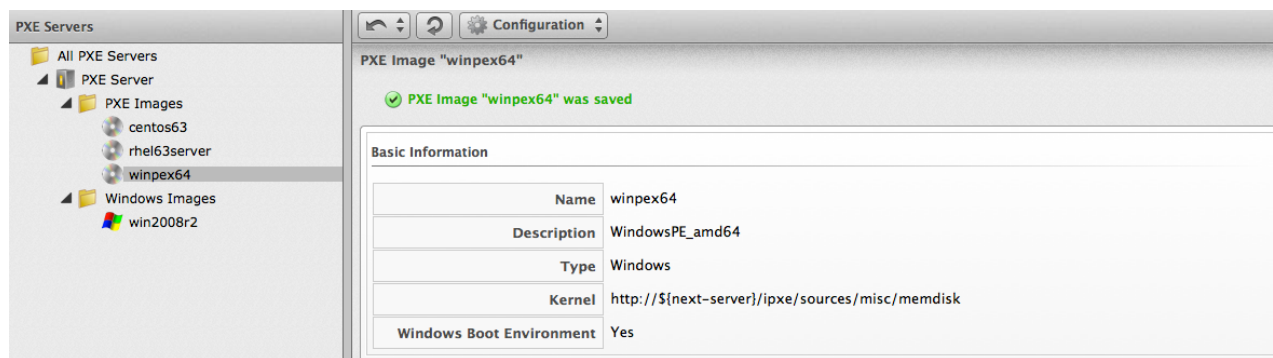 PXE Servers
All PXE Servers
PXE Server
PXE Images
centos63
rhel63server
winpex64
Windows Images
win2008r2
Configuration
PXE Image "winpex64"
PXE Image "winpex64" was saved
Basic Information
Name winpex64
Description WindowsPE_amd64
Type Windows
Kernel http://${next-server}/ipxe/sources/misc/memdisk
Windows Boot Environment Yes